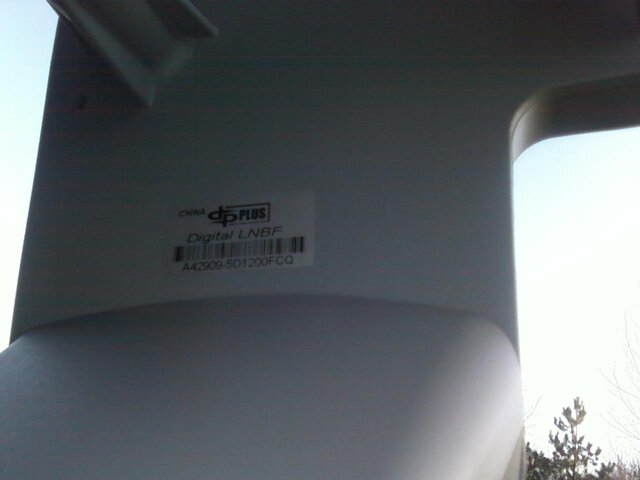 CHINA dp PLUS
Digital LNBF
A42909-5D1200FCQ